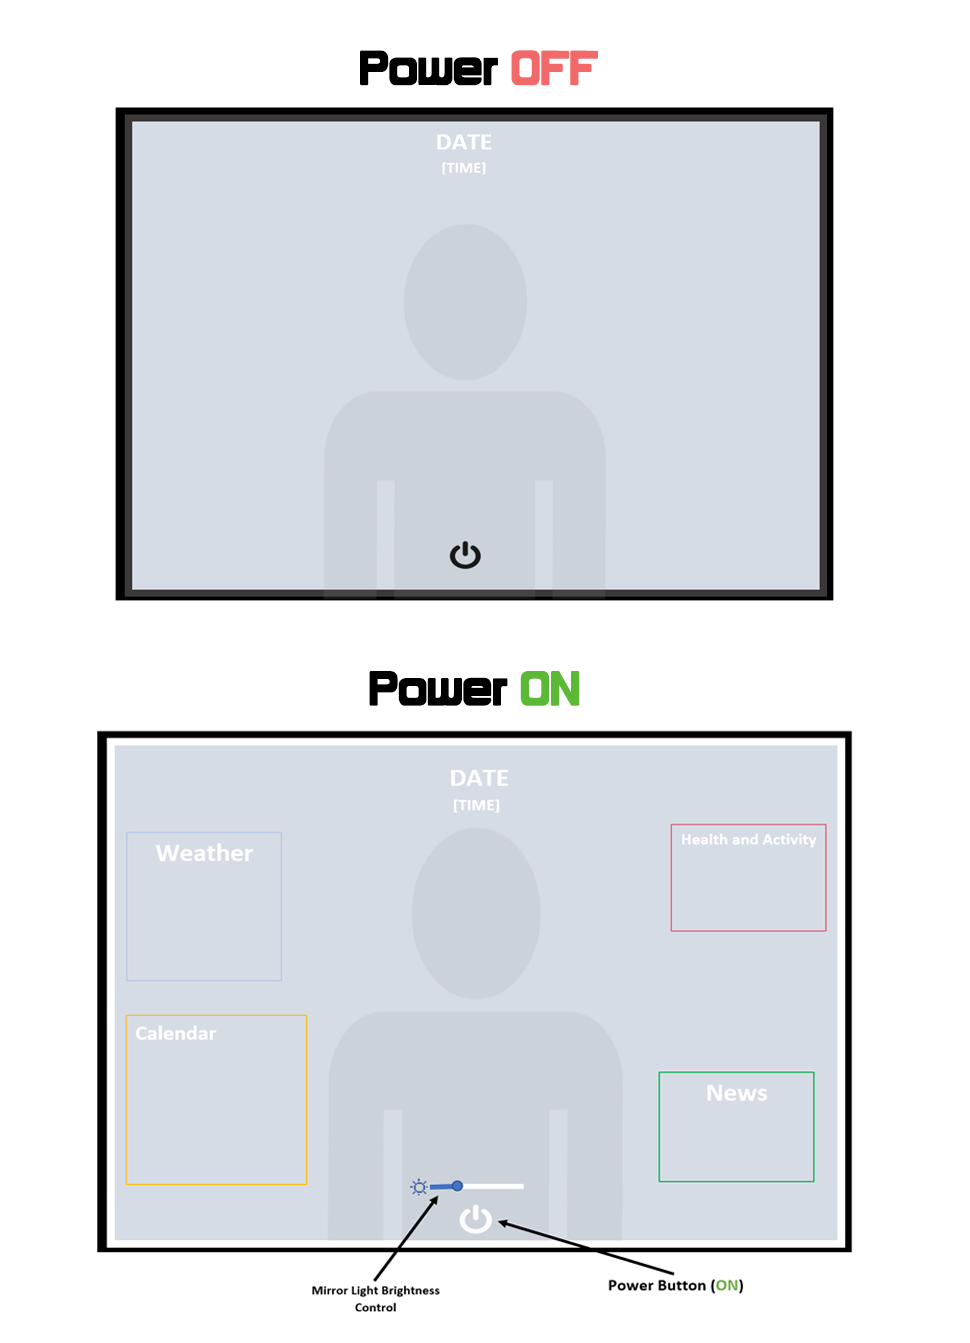 Power OFF
DATE
[TIME]
Power ON
DATE
[TIME]
Weather
Health and Activity
Calendar
News
Mirror Light Brightness
Control
Power Button (ON)